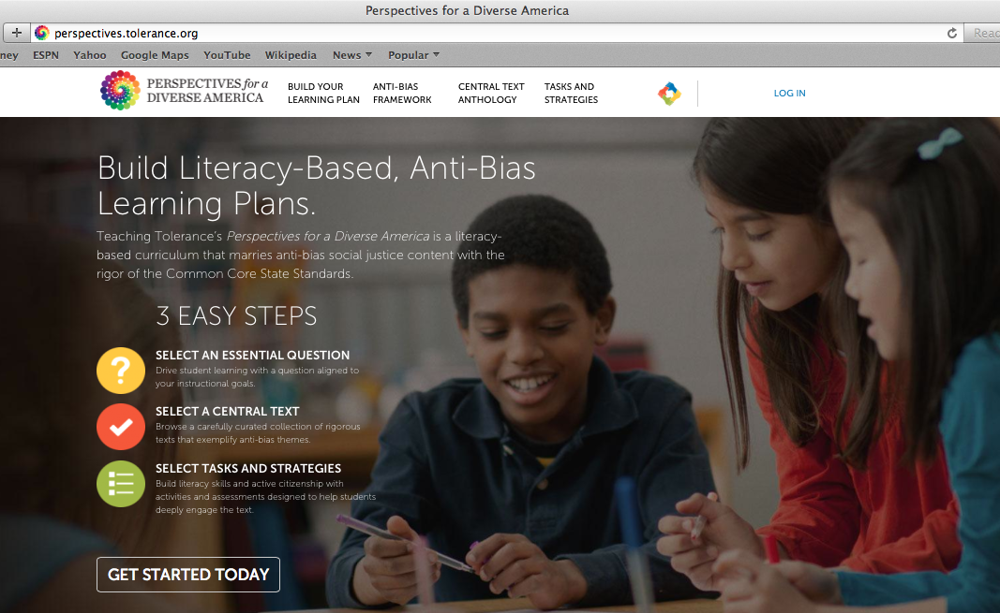 Perspectives for a Diverse America
perspectives.tolerance.org
Read
ney ESPN Yahoo Google Maps YouTube Wikipedia News Popular
PERSPECTIVES for a
DIVERSE AMERICA
BUILD YOUR
LEARNING PLAN
ANTI-BIAS
FRAMEWORK
CENTRAL TEXT
ANTHOLOGY
TASKS AND
STRATEGIES
LOG IN
Build Literacy-Based, Anti-Bias
Learning Plans.
Teaching Tolerance's Perspectives for a Diverse America is a literacy-
based curriculum that marries anti-bias social justice content with the
rigor of the Common Core State Standards.
3 EASY STEPS
?
SELECT AN ESSENTIAL QUESTION
Drive student learning with a question aligned to
your instructional goals.
SELECT A CENTRAL TEXT
Browse a carefully curated collection of rigorous
texts that exemplify anti-bias themes.
SELECT TASKS AND STRATEGIES
Build literacy skills and active citizenship with
activities and assessments designed to help students
deeply engage the text.
GET STARTED TODAY